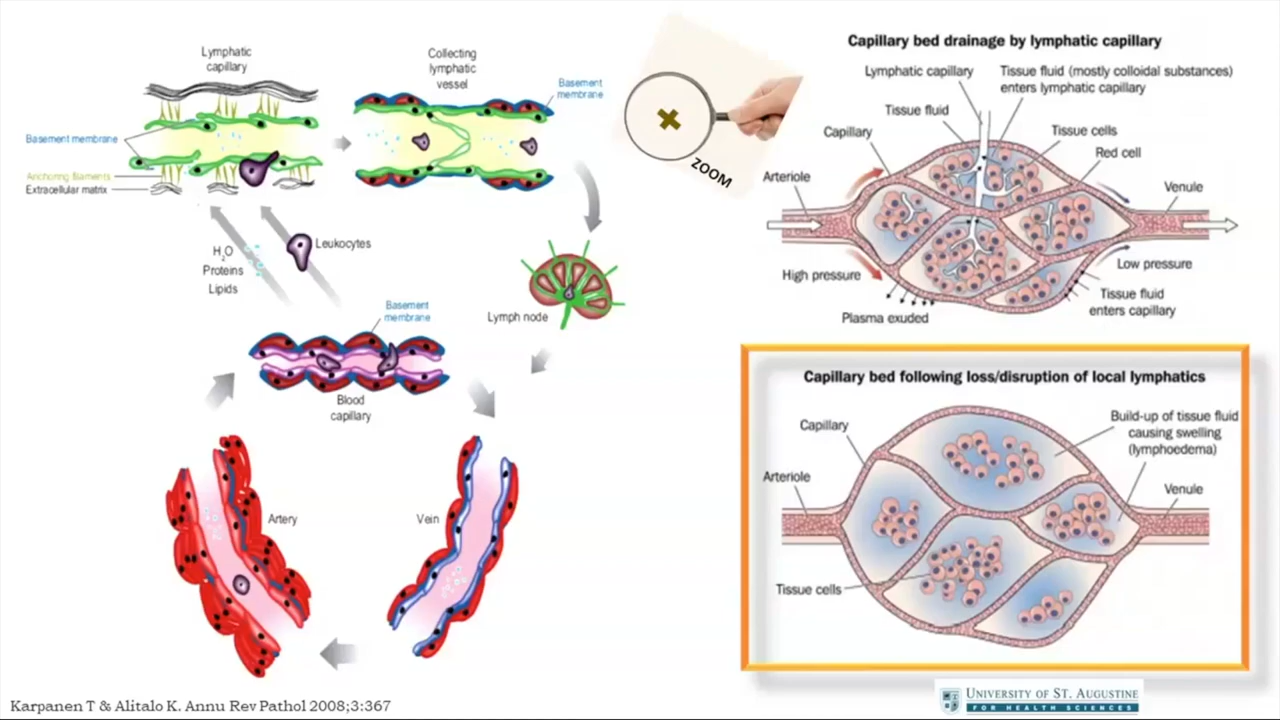 Lymphatic
capillary
Collecting
lymphatic
vessel
Basement
membrane
Basement membrane
Anchoring filaments
Extracellular matrix
H2O
Proteins
Lipids
Leukocytes
Lymph node
Basement
membrane
Blood
capillary
Artery
Vein
ZOOM
Capillary bed drainage by lymphatic capillary
Lymphatic capillary
Tissue fluid (mostly colloidal substances)
enters lymphatic capillary
Tissue fluid
Capillary
Tissue cells
Red cell
Arteriole
Venule
High pressure
Low pressure
Plasma exuded
Tissue fluid
enters capillary
Capillary bed following loss/disruption of local lymphatics
Capillary
Build-up of tissue fluid
causing swelling
(lymphoedema)
Arteriole
Venule
Tissue cells
Karpanen T & Alitalo K. Annu Rev Pathol 2008;3:367
UNIVERSITY OF ST. AUGUSTINE
FOR HEALTH SCIENCES